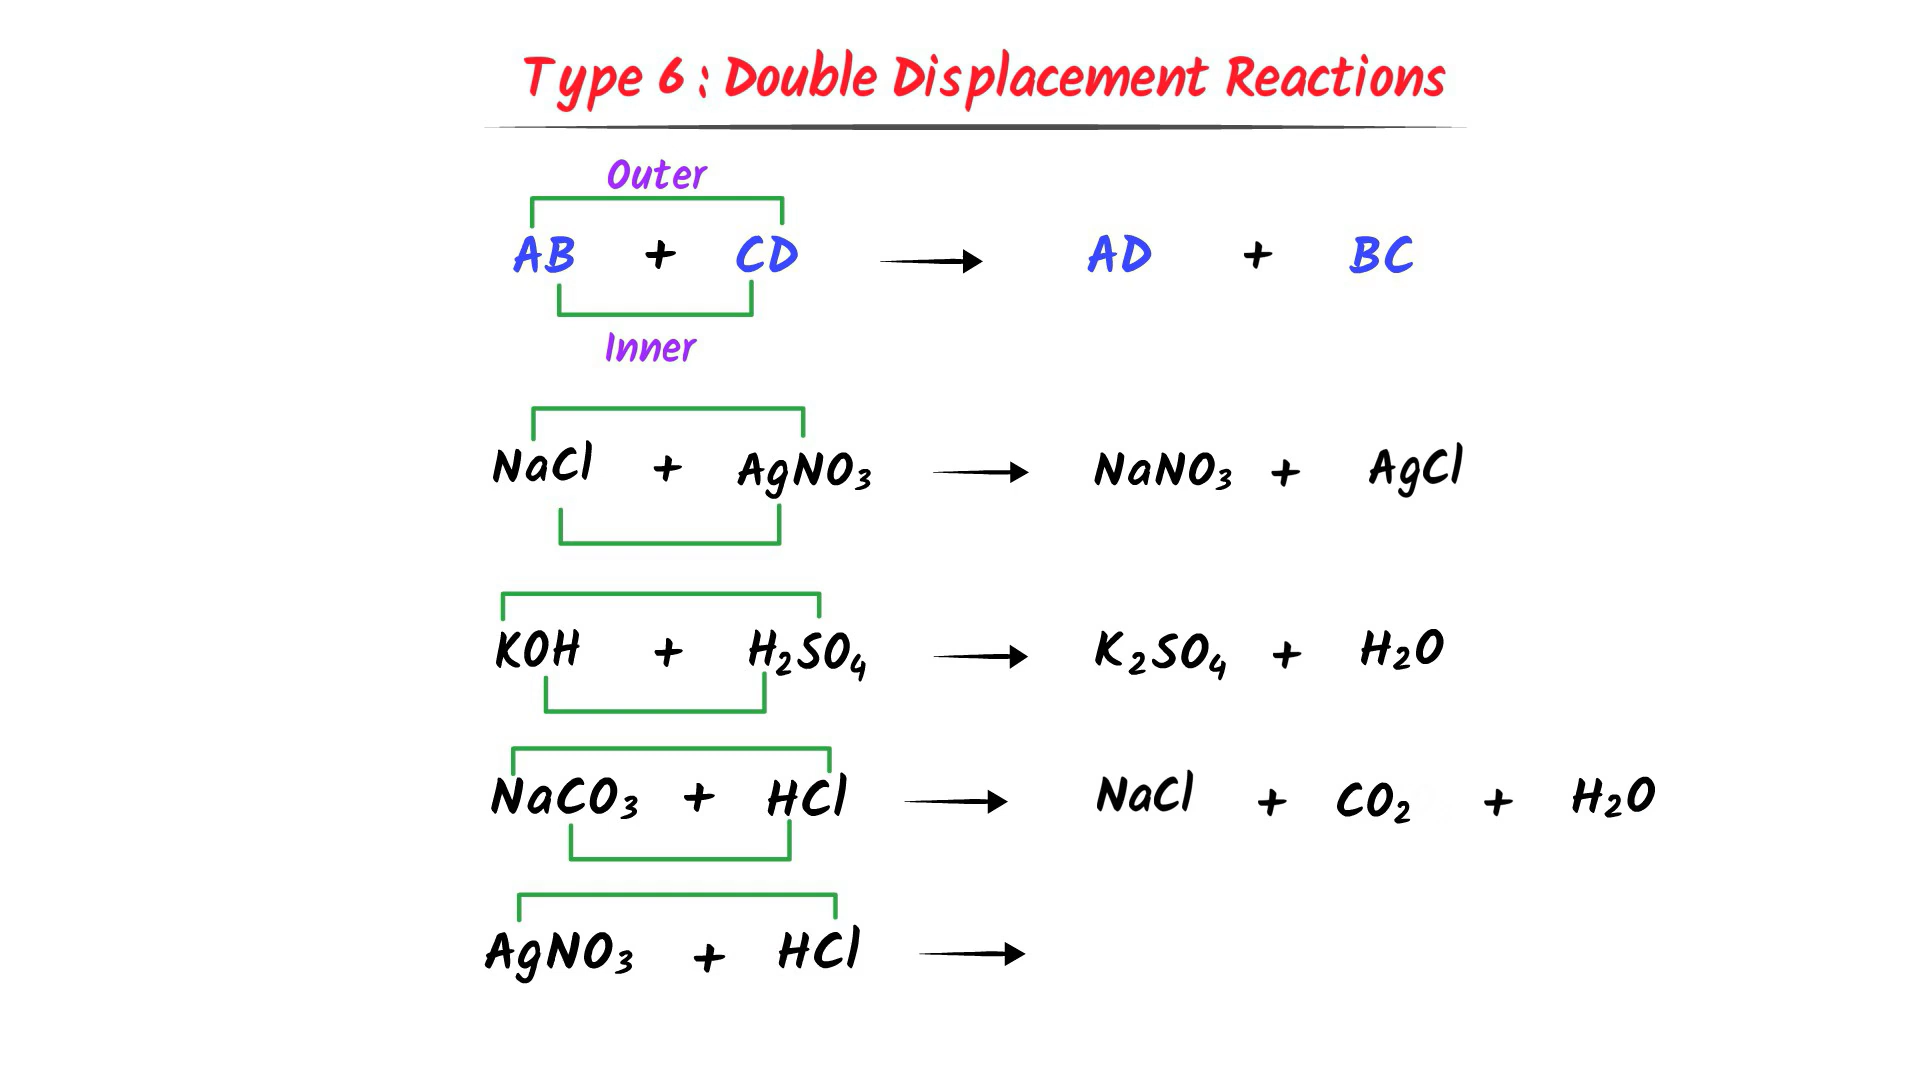 Type 6 : Double Displacement Reactions
Outer
AB + CD → AD + BC
Inner
NaCl + AgNO₃ → NaNO₃ + AgCl
KOH + H₂SO₄ → K₂SO₄ + H₂O
NaCO₃ + HCl → NaCl + CO₂ + H₂O
AgNO₃ + HCl →